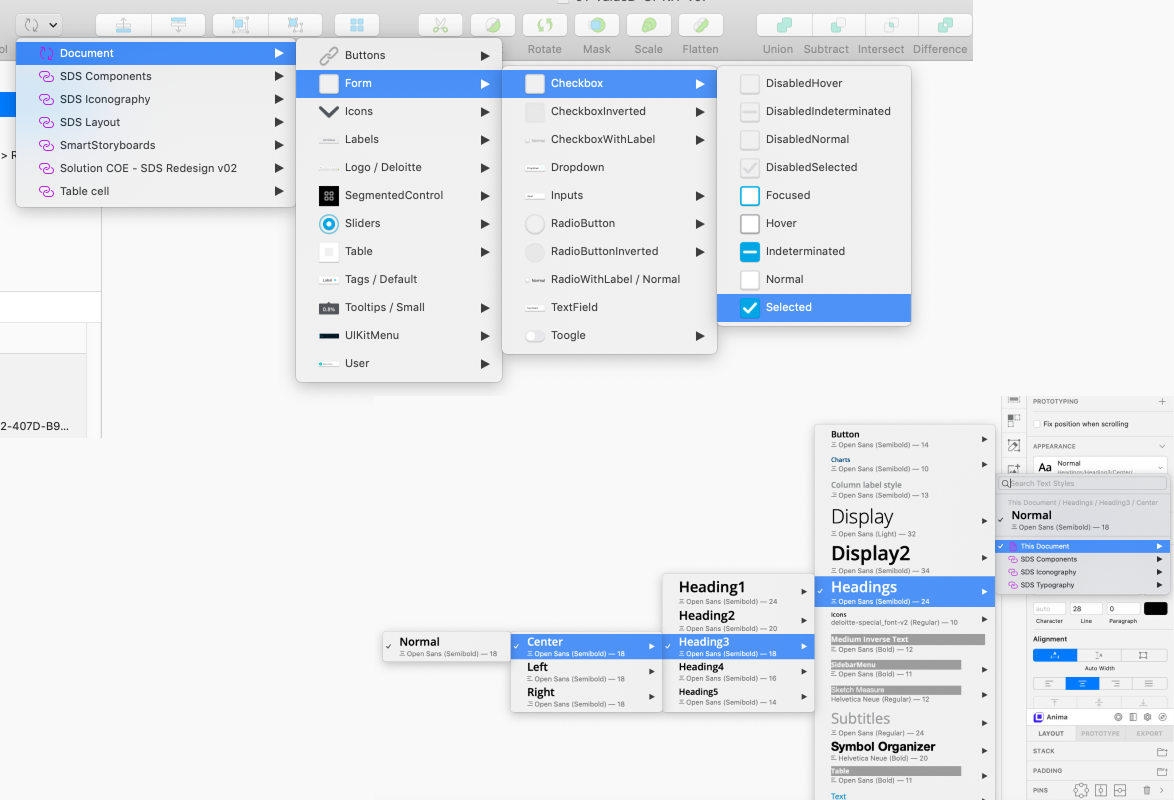 Rotate
Mask
Scale
Flatten
Union
Subtract
Intersect
Difference
Document
SDS Components
SDS Iconography
SDS Layout
SmartStoryboards
Solution COE - SDS Redesign v02
Table cell
Buttons
Form
Icons
Labels
Logo / Deloitte
SegmentedControl
Sliders
Table
Tags / Default
Tooltips / Small
UIKitMenu
User
Checkbox
CheckboxInverted
CheckboxWithLabel
Dropdown
Inputs
RadioButton
RadioButtonInverted
RadioWithLabel / Normal
TextField
Toogle
DisabledHover
DisabledIndeterminated
DisabledNormal
DisabledSelected
Focused
Hover
Indeterminated
Normal
Selected
2-407D-B9...
Normal
Open Sans (Semibold) — 18
Center
Open Sans (Semibold) — 18
Left
Open Sans (Semibold) — 18
Right
Open Sans (Semibold) — 18
Heading1
Open Sans (Semibold) — 24
Heading2
Open Sans (Semibold) — 20
Heading3
Open Sans (Semibold) — 18
Heading4
Open Sans (Semibold) — 16
Heading5
Open Sans (Semibold) — 14
Button
Open Sans (Semibold) — 14
Charts
Open Sans (Semibold) — 10
Column label style
Open Sans (Semibold) — 13
Display
Open Sans (Light) — 32
Display2
Open Sans (Semibold) — 34
Headings
Open Sans (Semibold) — 24
Icons
deloitte-special_font-v2 (Regular) — 10
Medium Inverse Text
Open Sans (Bold) — 12
SidebarMenu
Open Sans (Bold) — 11
Sketch Measure
Helvetica Neue (Regular) — 12
Subtitles
Open Sans (Regular) — 24
Symbol Organizer
Helvetica Neue (Bold) — 20
Table
Open Sans (Bold) — 11
Text
PROTOTYPING
Fix position when scrolling
APPEARANCE
Aa
Normal
Headings/Heading3/Center/
Search Text Styles
This Document / Headings / Heading3 / Center
Normal
Open Sans (Semibold) — 18
This Document
SDS Components
SDS Iconography
SDS Typography
auto
28
0
Character
Line
Paragraph
Alignment
Auto Width
Anima
LAYOUT
PROTOTYPE
EXPORT
STACK
PADDING
PINS